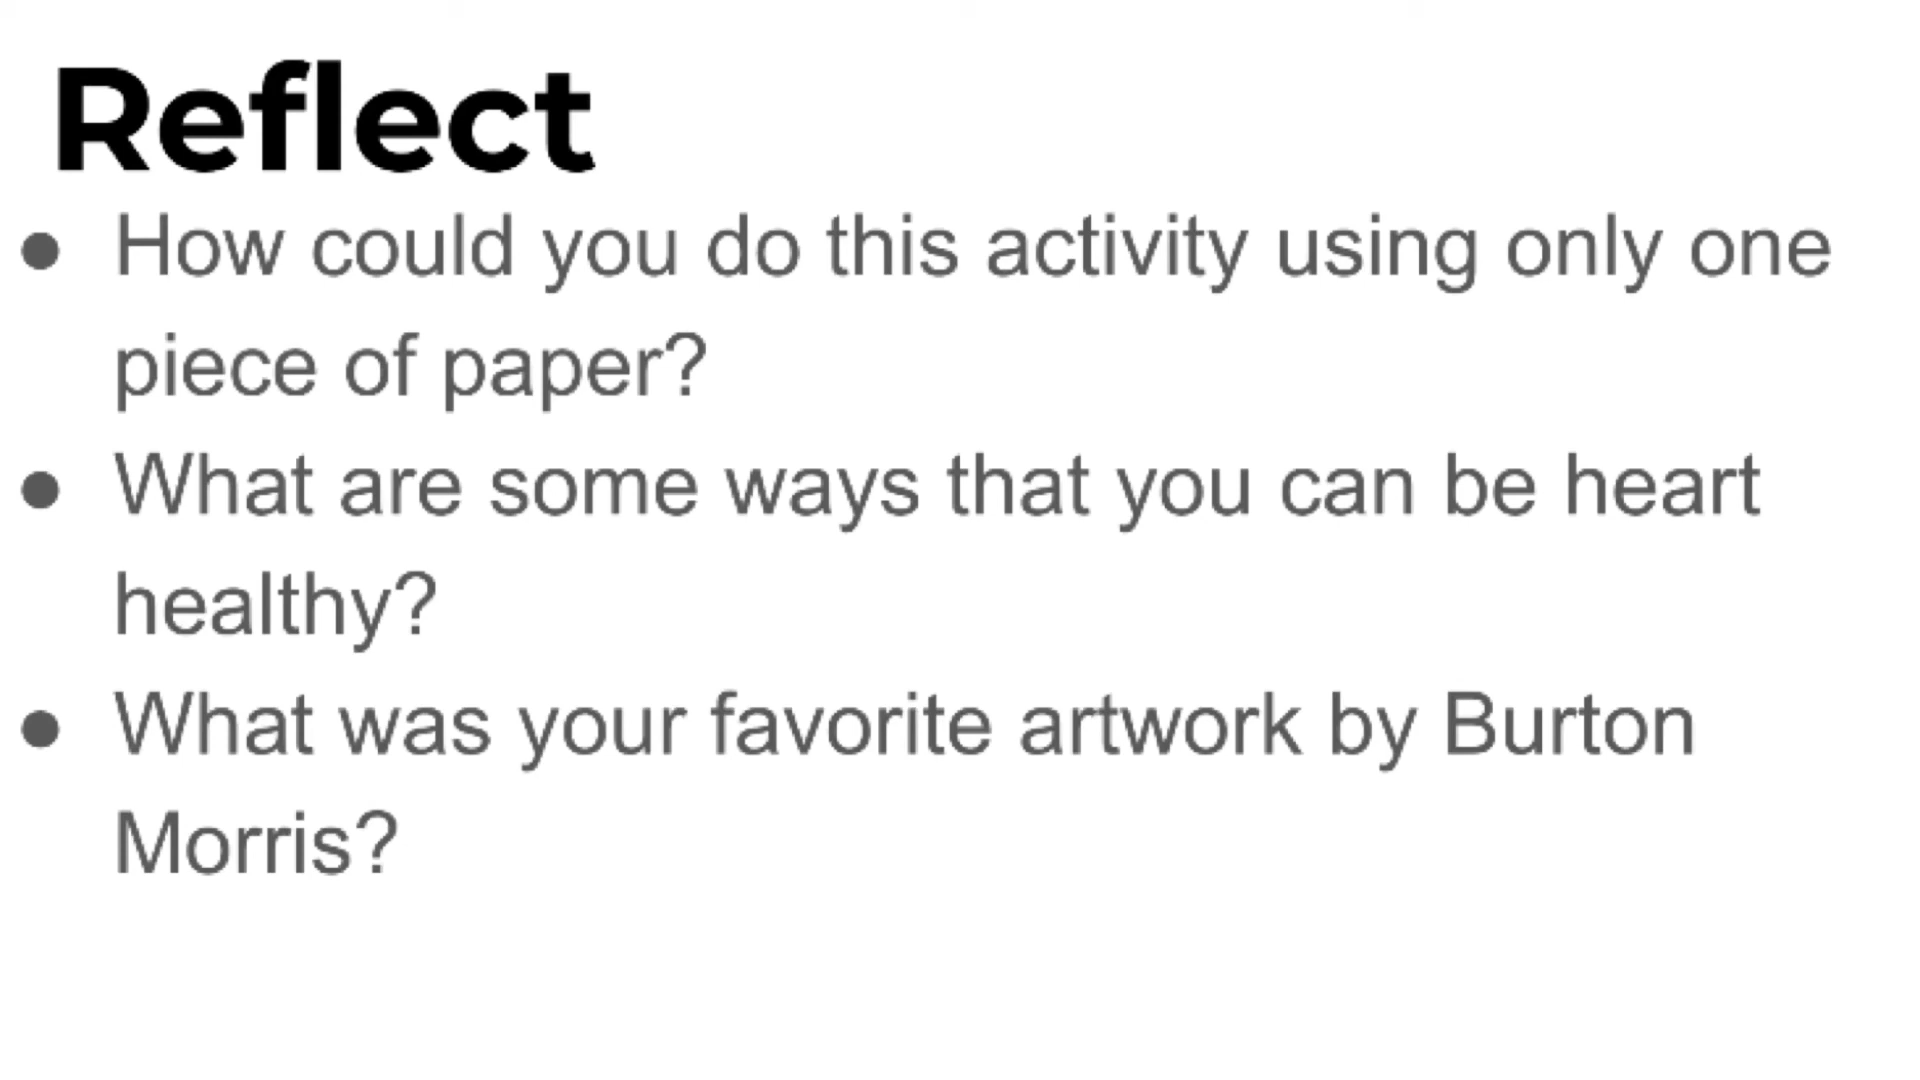 Reflect
● How could you do this activity using only one
piece of paper?
● What are some ways that you can be heart
healthy?
● What was your favorite artwork by Burton
Morris?